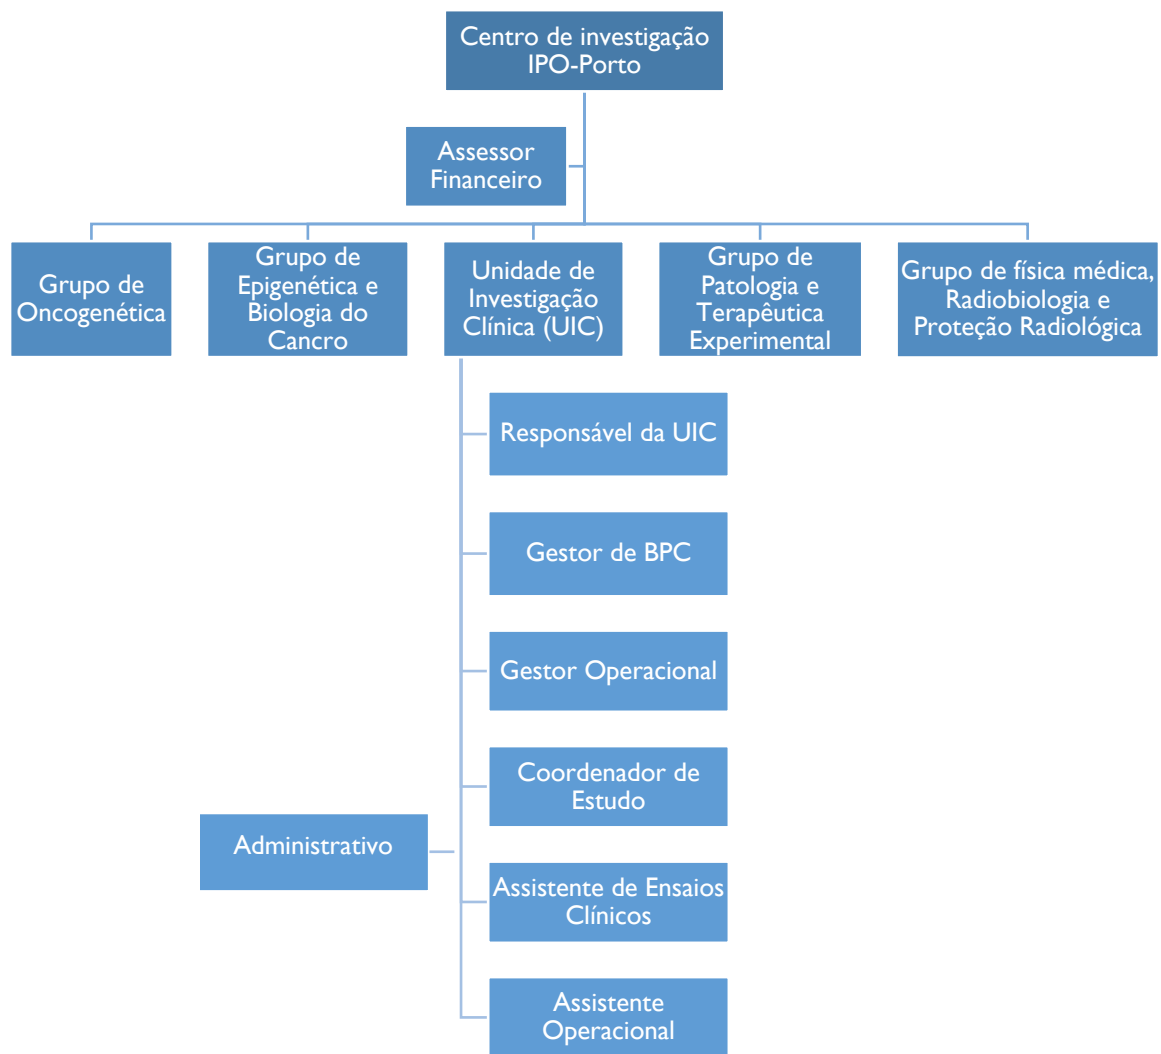 Centro de investigação
IPO-Porto
Assessor
Financeiro
Grupo de
Oncogenética
Grupo de
Epigenética e
Biologia do
Cancro
Unidade de
Investigação
Clínica (UIC)
Grupo de
Patologia e
Terapêutica
Experimental
Grupo de física médica,
Radiobiologia e
Proteção Radiológica
Responsável da UIC
Gestor de BPC
Gestor Operacional
Coordenador de
Estudo
Administrativo
Assistente de Ensaios
Clínicos
Assistente
Operacional